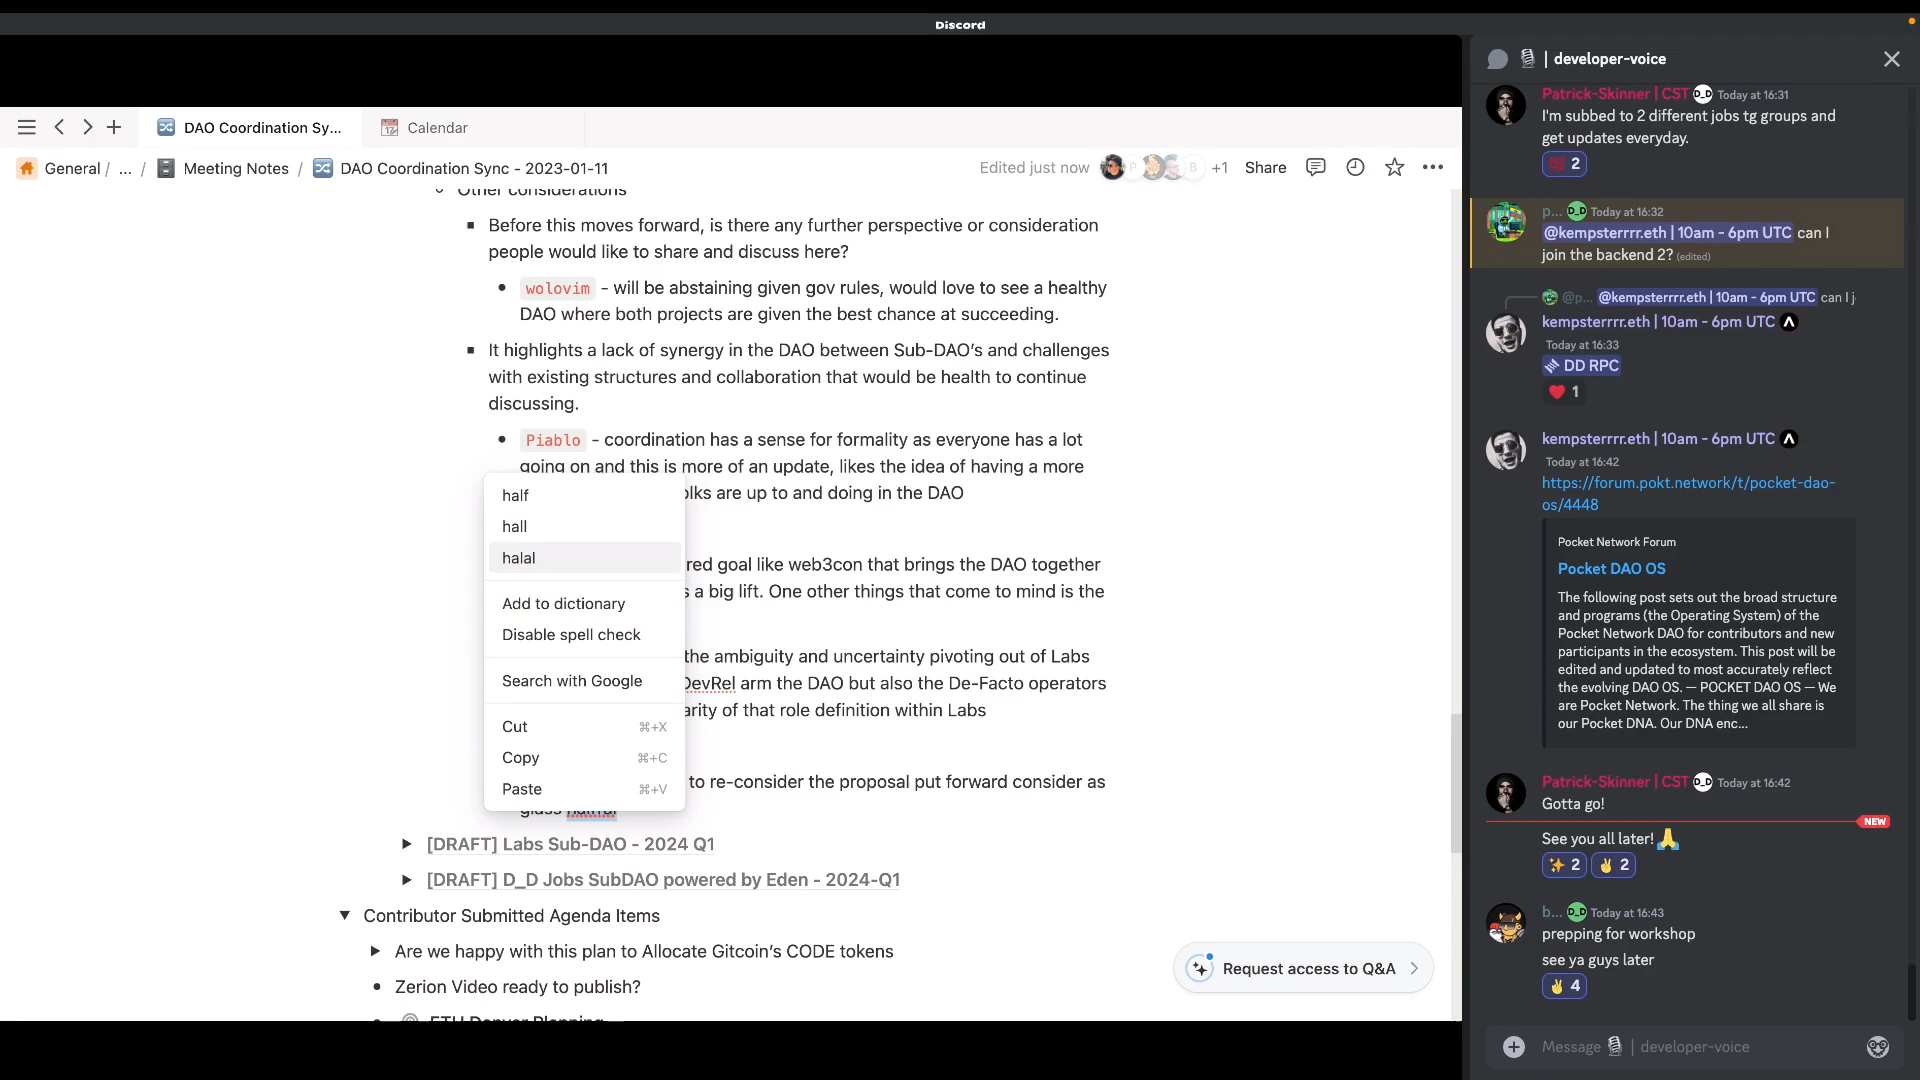 Discord
DAO Coordination Sy...
Calendar
General / ... / Meeting Notes / DAO Coordination Sync - 2023-01-11
Edited just now
P
B
+1
Share
Other considerations
Before this moves forward, is there any further perspective or consideration
people would like to share and discuss here?
wolovim - will be abstaining given gov rules, would love to see a healthy
DAO where both projects are given the best chance at succeeding.
It highlights a lack of synergy in the DAO between Sub-DAO's and challenges
with existing structures and collaboration that would be health to continue
discussing.
Piablo - coordination has a sense for formality as everyone has a lot
going on and this is more of an update, likes the idea of having a more
olks are up to and doing in the DAO
red goal like web3con that brings the DAO together
s a big lift. One other things that come to mind is the
the ambiguity and uncertainty pivoting out of Labs
DevRel arm the DAO but also the De-Facto operators
arity of that role definition within Labs
to re-consider the proposal put forward consider as
glass
half
hall
halal
Add to dictionary
Disable spell check
Search with Google
Cut ⌘+X
Copy ⌘+C
Paste ⌘+V
[DRAFT] Labs Sub-DAO - 2024 Q1
[DRAFT] D_D Jobs SubDAO powered by Eden - 2024-Q1
Contributor Submitted Agenda Items
Are we happy with this plan to Allocate Gitcoin's CODE tokens
Zerion Video ready to publish?
ETH Denver Planning
Request access to Q&A
| developer-voice
Patrick-Skinner | CST D_D Today at 16:31
I'm subbed to 2 different jobs tg groups and
get updates everyday.
2
p... D_D Today at 16:32
@kempsterrrr.eth | 10am - 6pm UTC can I
join the backend 2? (edited)
@p... @kempsterrrr.eth | 10am - 6pm UTC can I j
kempsterrrr.eth | 10am - 6pm UTC
Today at 16:33
DD RPC
1
kempsterrrr.eth | 10am - 6pm UTC
Today at 16:42
https://forum.pokt.network/t/pocket-dao-
os/4448
Pocket Network Forum
Pocket DAO OS
The following post sets out the broad structure
and programs (the Operating System) of the
Pocket Network DAO for contributors and new
participants in the ecosystem. This post will be
edited and updated to most accurately reflect
the evolving DAO OS. — POCKET DAO OS — We
are Pocket Network. The thing we all share is
our Pocket DNA. Our DNA enc...
Patrick-Skinner | CST D_D Today at 16:42
Gotta go!
NEW
See you all later!
2
2
b... D_D Today at 16:43
prepping for workshop
see ya guys later
4
Message | developer-voice